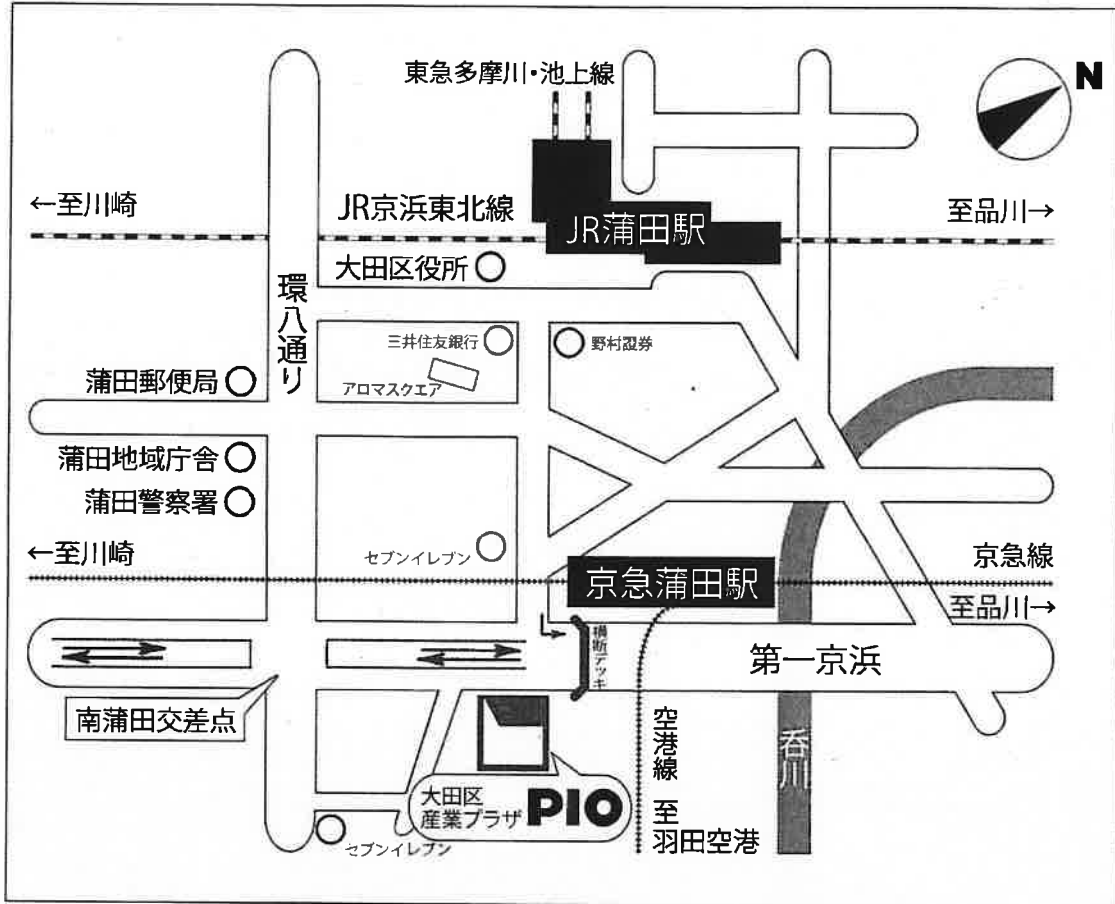 東急多摩川・池上線
N
←至川崎
JR京浜東北線
JR蒲田駅
至品川→
大田区役所
環八通り
三井住友銀行
野村證券
アロマスクエア
蒲田郵便局
蒲田地域庁舎
蒲田警察署
セブンイレブン
←至川崎
京急蒲田駅
京急線
至品川→
横断デッキ
第一京浜
南蒲田交差点
大田区
産業プラザ PIO
空港線 至
羽田空港
呑川
セブンイレブン